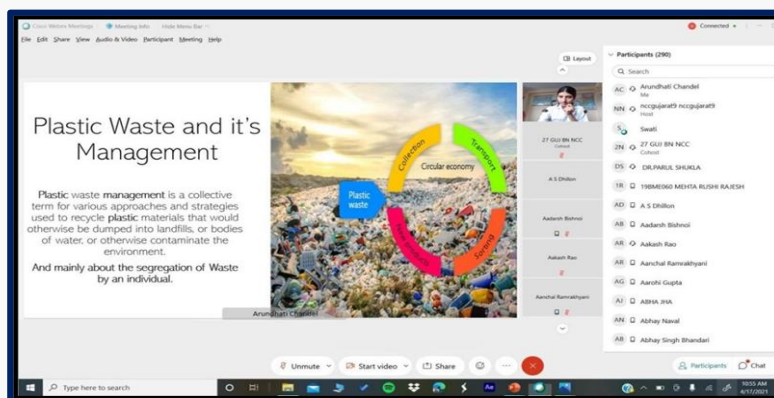 Cisco Webex Meetings Meeting Info Hide Menu Bar
Connected
File Edit Share View Audio & Video Participant Meeting Help
Layout
Plastic Waste and it's
Management
Plastic waste management is a collective
term for various approaches and strategies
used to recycle plastic materials that would
otherwise be dumped into landfills, or bodies
of water, or otherwise contaminate the
environment.
And mainly about the segregation of Waste
by an individual.
Plastic
waste
Collection
Transport
Circular economy
New products
Sorting
Arundhati Chandel
27 GUJ BN NCC
Cohost
A S Dhillon
Aadarsh Bishnoi
Aakash Rao
Aanchal Ramrakhyani
Participants (290)
Search
AC Arundhati Chandel
Me
NN nccgujarat9 nccgujarat9
Host
S Swati
2N 27 GUJ BN NCC
Cohost
DS DR.PARUL SHUKLA
1R 19BME060 MEHTA RUSHI RAJESH
AD A S Dhillon
AB Aadarsh Bishnoi
AR Aakash Rao
AR Aanchal Ramrakhyani
AG Aarohi Gupta
AJ ABHA JHA
AN Abhay Naval
AB Abhay Singh Bhandari
Unmute Start video Share
Participants Chat
Type here to search
10:55 AM
4/17/2021